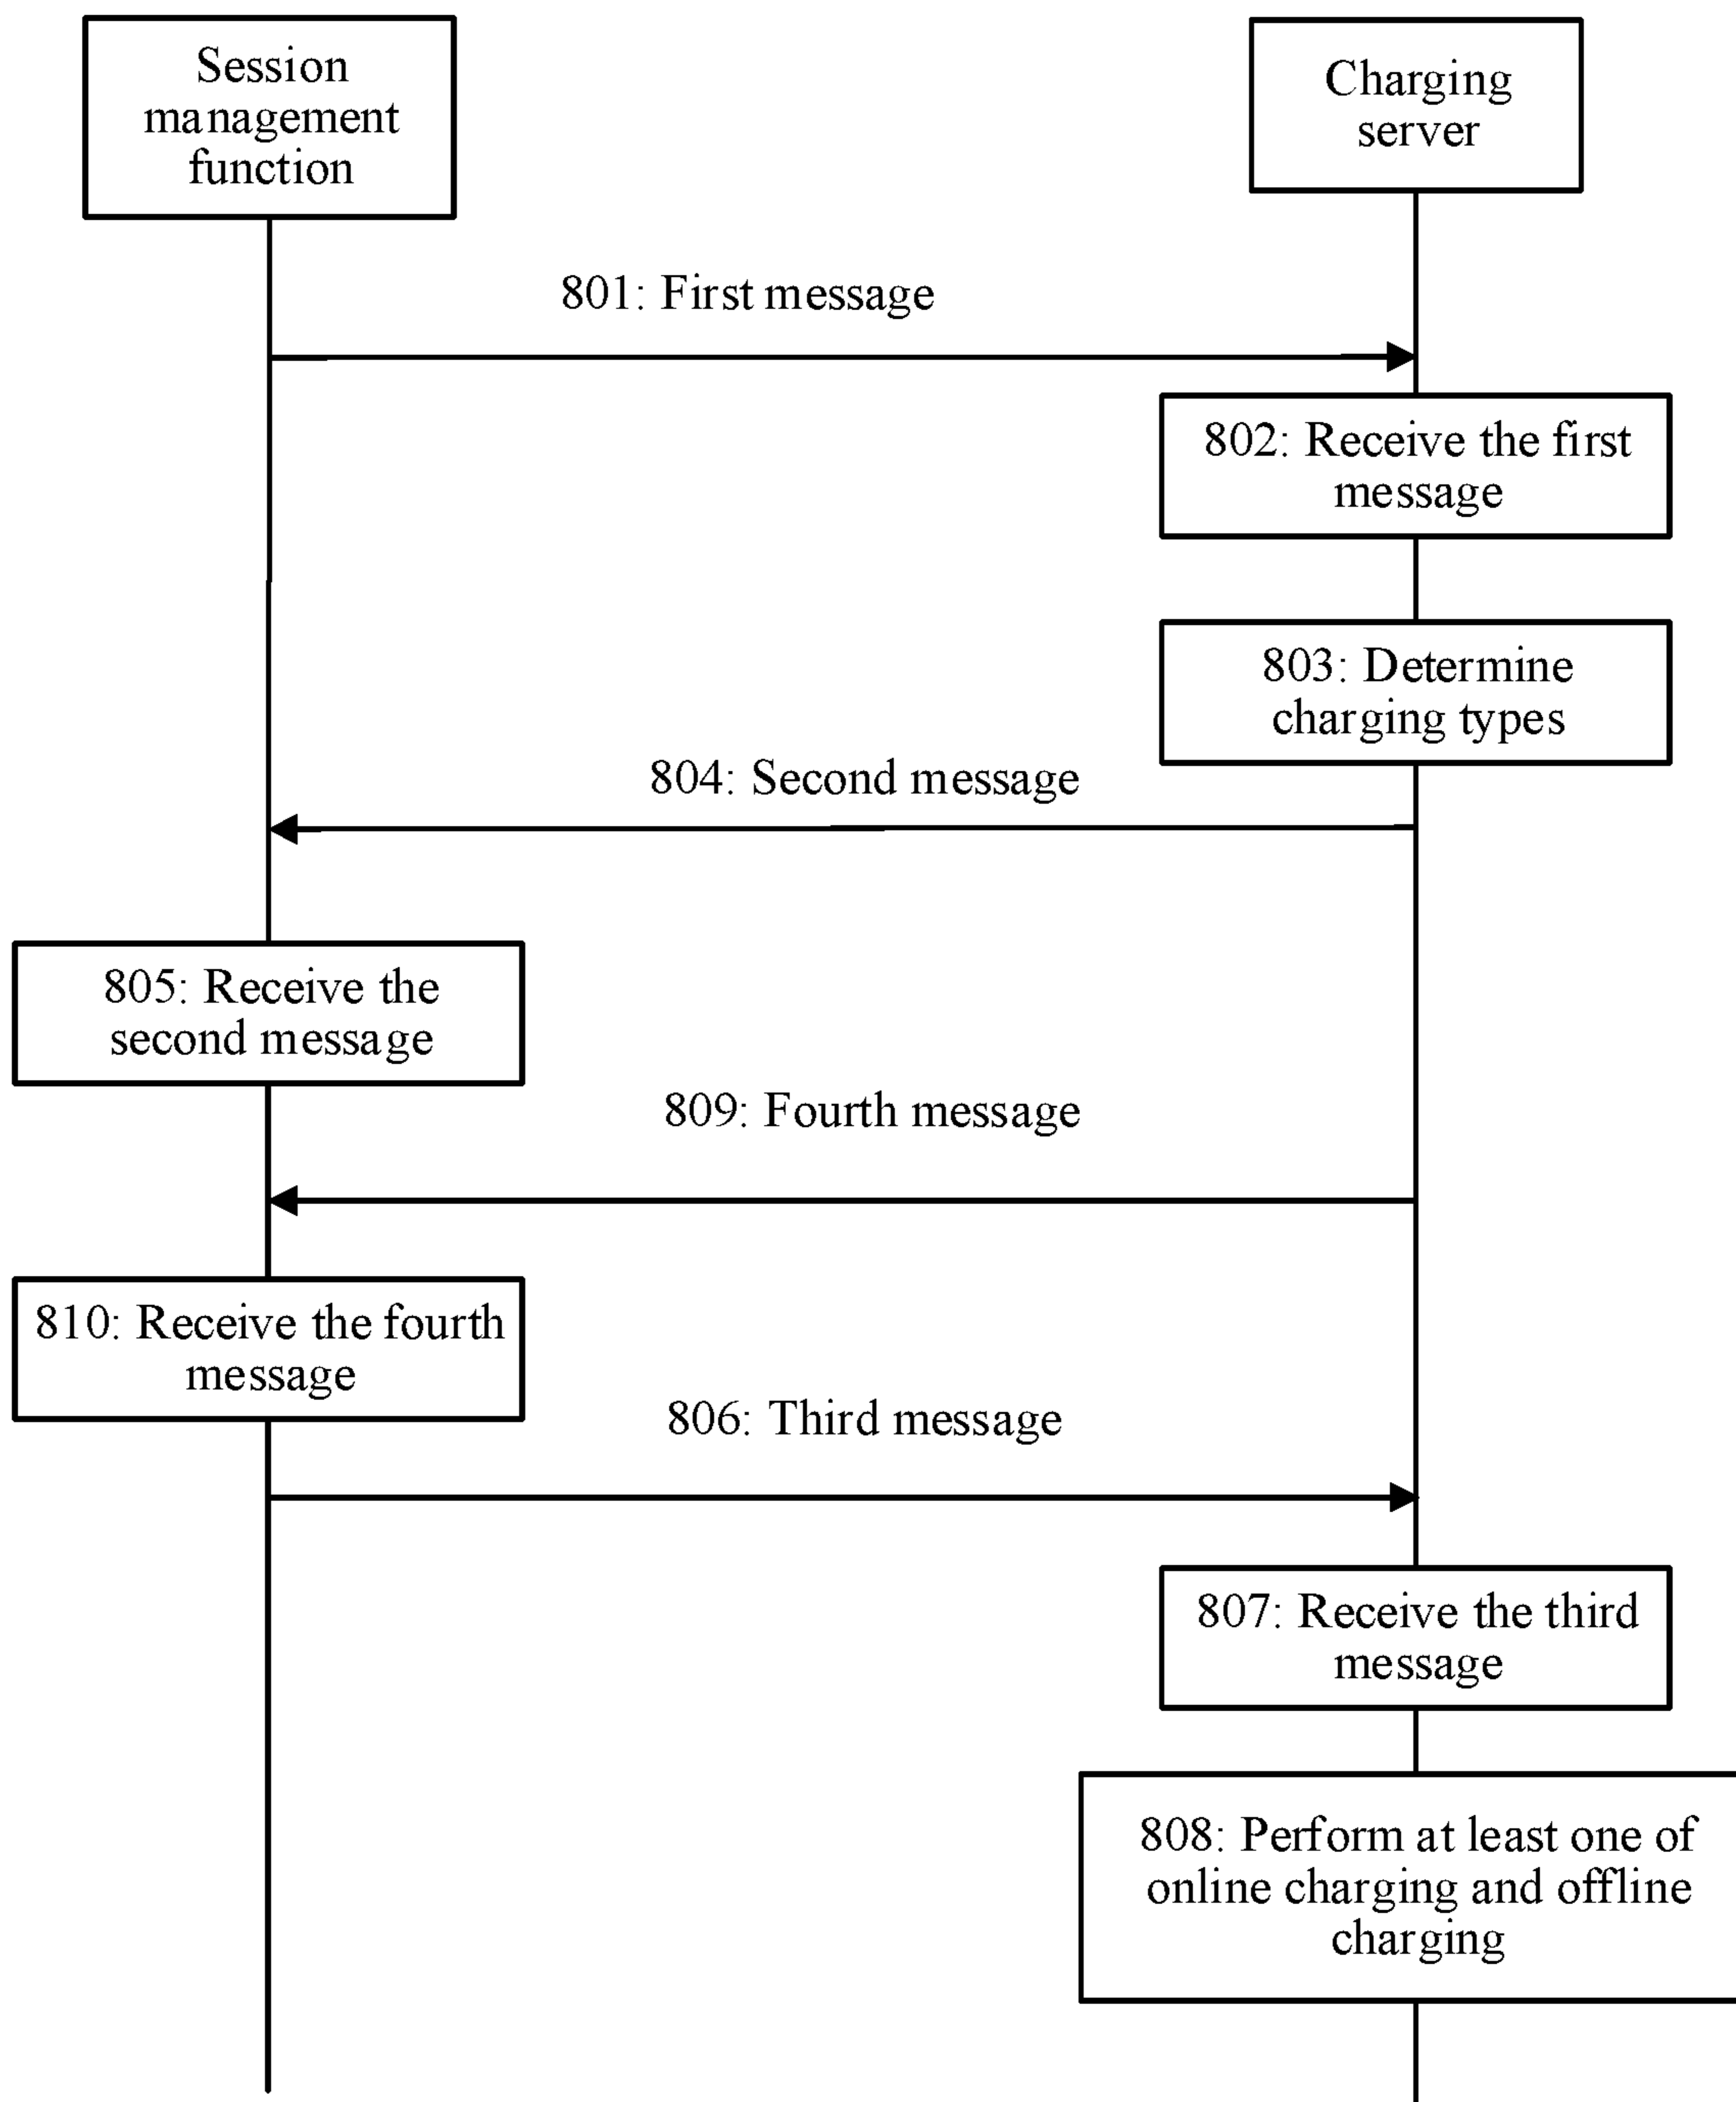 Session
management
function
Charging
server
801: First message
802: Receive the first
message
803: Determine
charging types
804: Second message
805: Receive the
second message
809: Fourth message
810: Receive the fourth
message
806: Third message
807: Receive the third
message
808: Perform at least one of
online charging and offline
charging